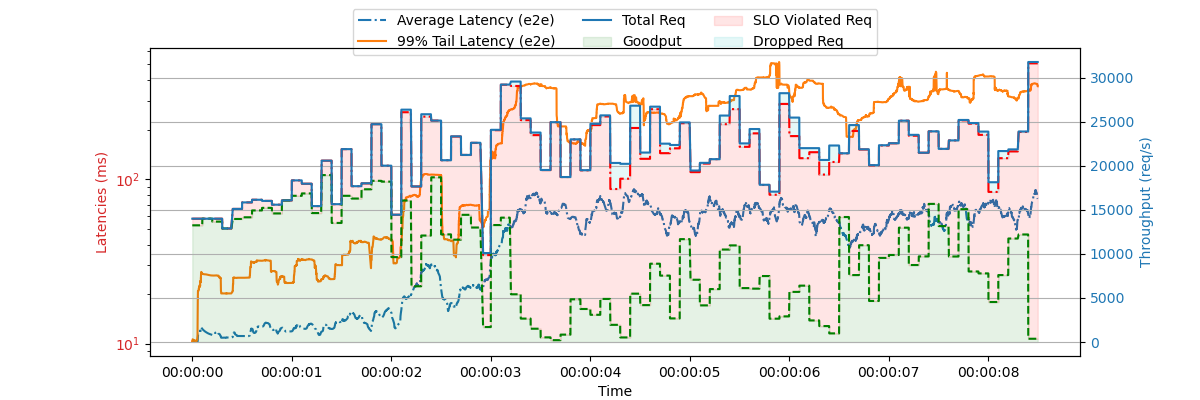 Average Latency (e2e) Total Req SLO Violated Req
99% Tail Latency (e2e) Goodput Dropped Req
Latencies (ms)
10²
10¹
30000
25000
20000
15000
10000
5000
0
Throughput (req/s)
00:00:00 00:00:01 00:00:02 00:00:03 00:00:04 00:00:05 00:00:06 00:00:07 00:00:08
Time